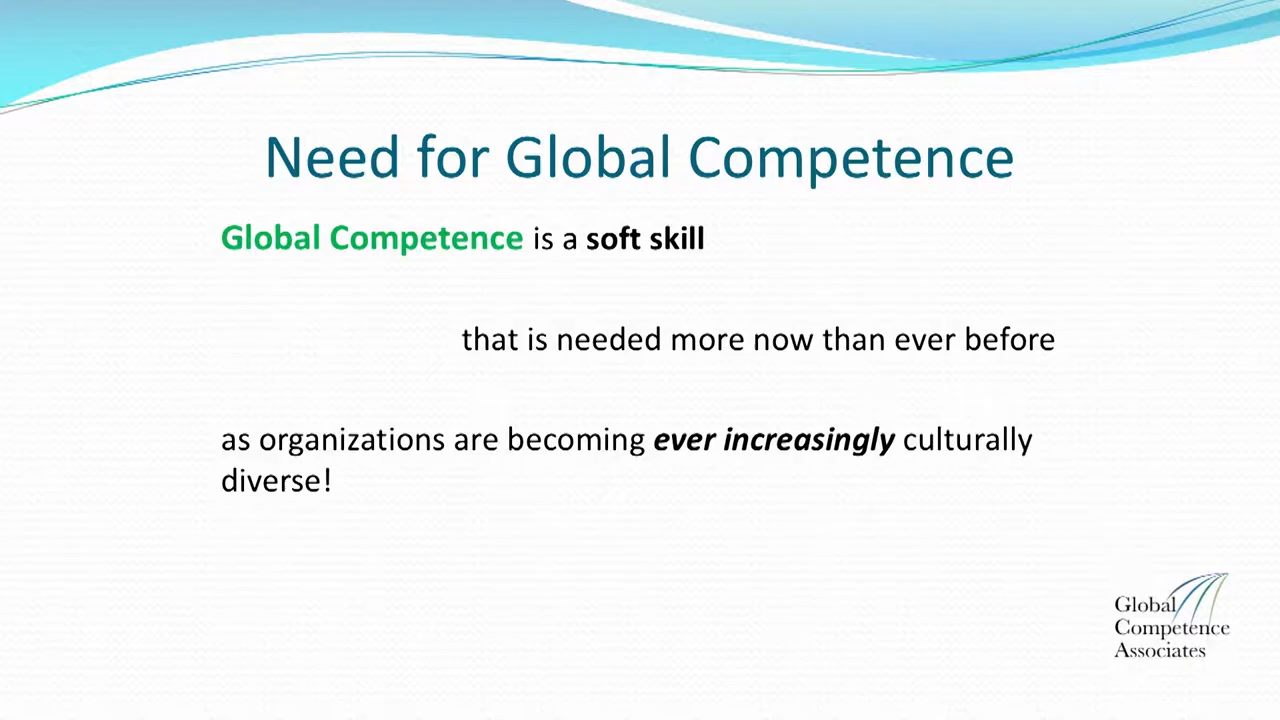 Need for Global Competence
Global Competence is a soft skill
that is needed more now than ever before
as organizations are becoming ever increasingly culturally
diverse!
Global
Competence
Associates